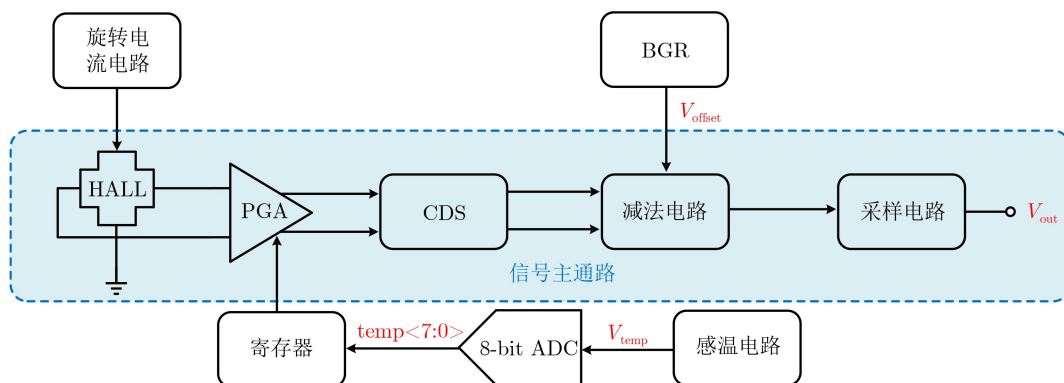 旋转电
流电路
BGR
V_offset
HALL
PGA
CDS
减法电路
采样电路
V_out
信号主通路
寄存器
temp<7:0>
8-bit ADC
V_temp
感温电路